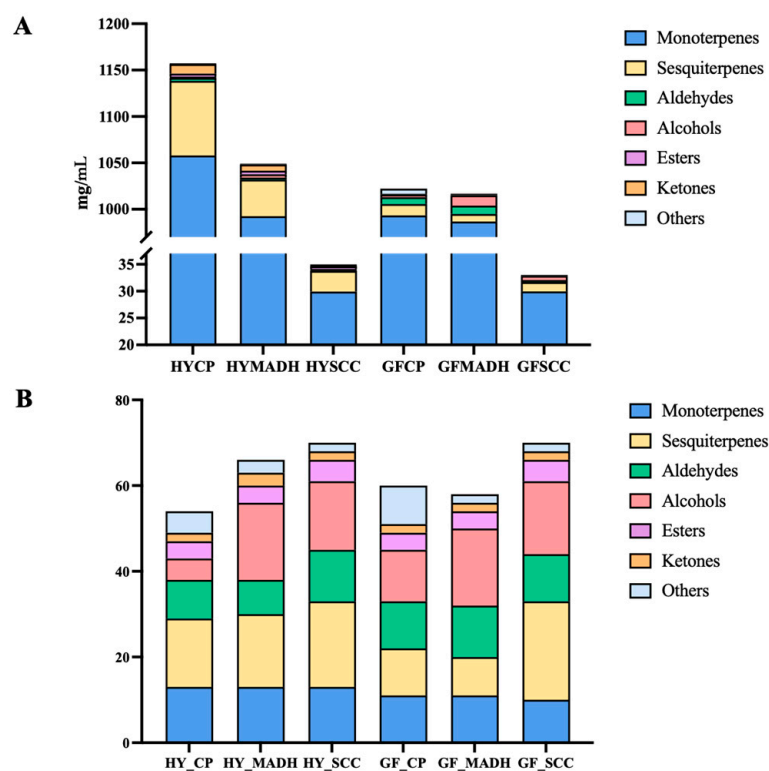 A
1200
1150
1100
1050
1000
35
30
25
20
mg/mL
HYCP HYMADH HYSCC GFCP GFMADH GFSCC
Monoterpenes
Sesquiterpenes
Aldehydes
Alcohols
Esters
Ketones
Others
B
80
60
40
20
0
HY_CP HY_MADH HY_SCC GF_CP GF_MADH GF_SCC
Monoterpenes
Sesquiterpenes
Aldehydes
Alcohols
Esters
Ketones
Others